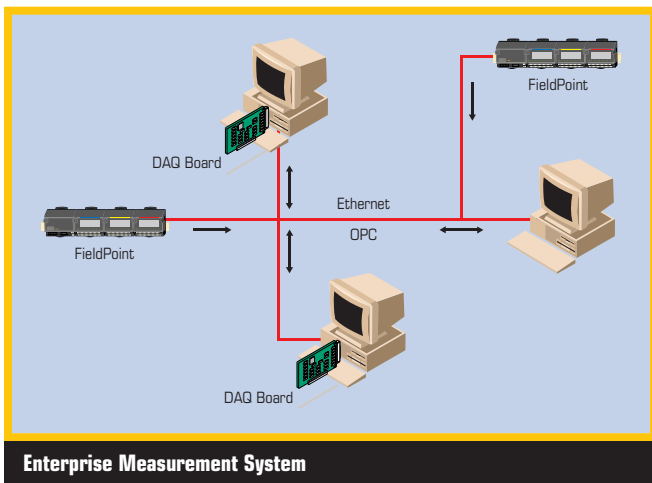 FieldPoint
DAQ Board
Ethernet
OPC
FieldPoint
DAQ Board
Enterprise Measurement System